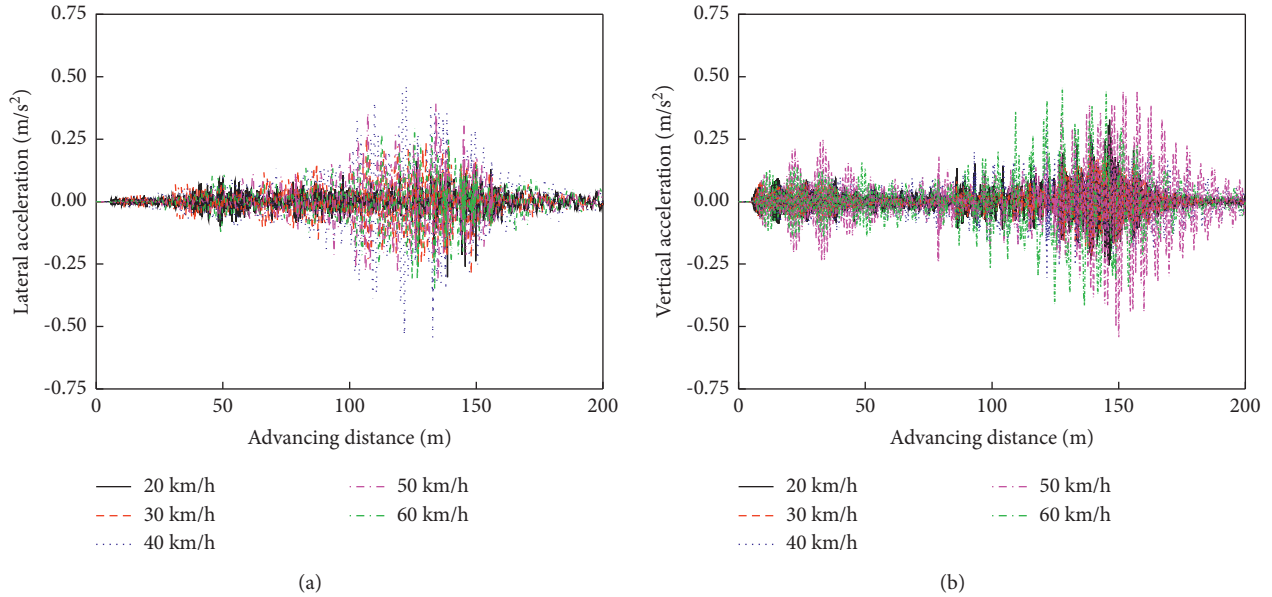 0.75
0.50
0.25
0.00
-0.25
-0.50
-0.75
Lateral acceleration (m/s²)
0 50 100 150 200
Advancing distance (m)
20 km/h
30 km/h
40 km/h
50 km/h
60 km/h
(a)
0.75
0.50
0.25
0.00
-0.25
-0.50
-0.75
Vertical acceleration (m/s²)
0 50 100 150 200
Advancing distance (m)
20 km/h
30 km/h
40 km/h
50 km/h
60 km/h
(b)